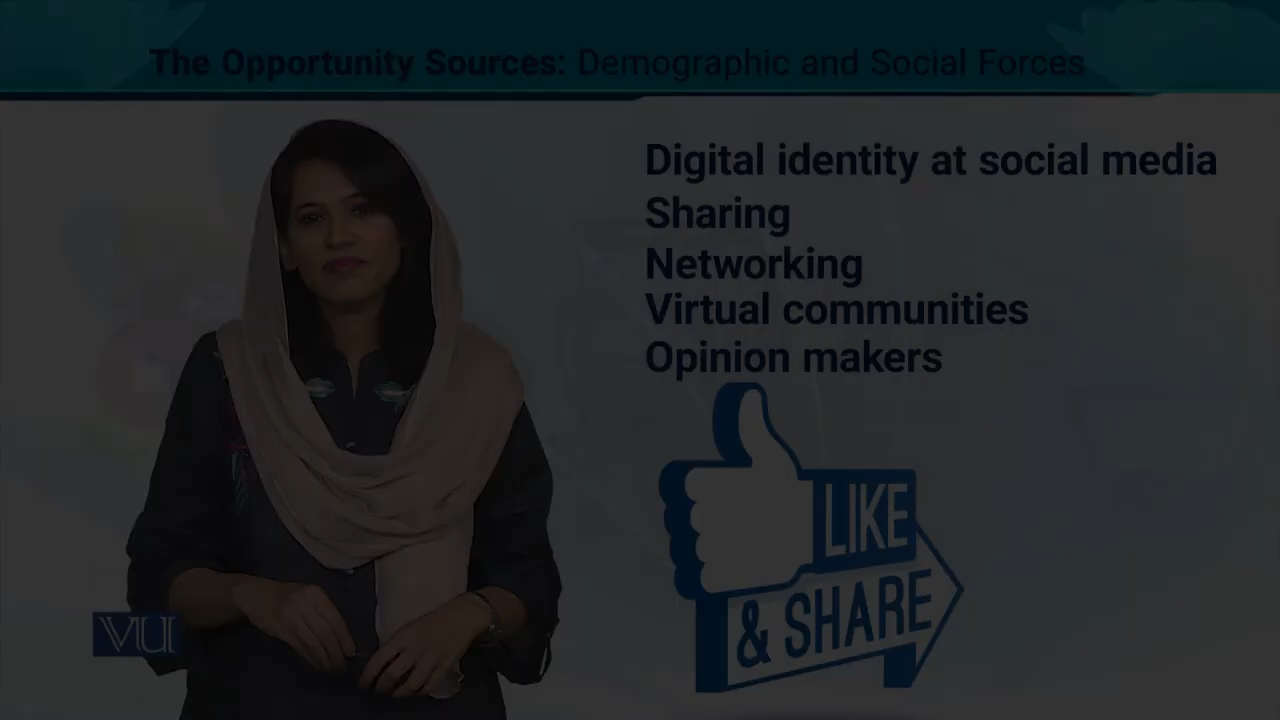 The Opportunity Sources: Demographic and Social Forces
Digital identity at social media
Sharing
Networking
Virtual communities
Opinion makers
LIKE
& SHARE
VU